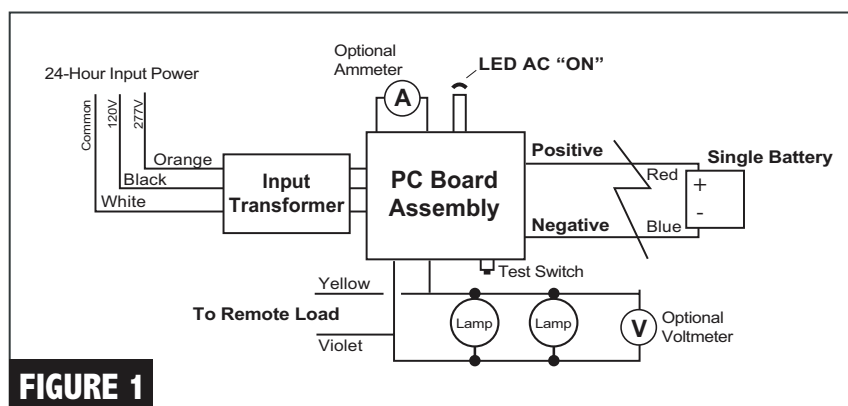 Optional
Ammeter
A
LED AC “ON”
24-Hour Input Power
Common
120V
277V
Orange
Black
White
Input
Transformer
PC Board
Assembly
Positive
Negative
Red
Blue
Single Battery
+
-
Test Switch
Yellow
To Remote Load
Violet
Lamp
Lamp
V
Optional
Voltmeter
FIGURE 1